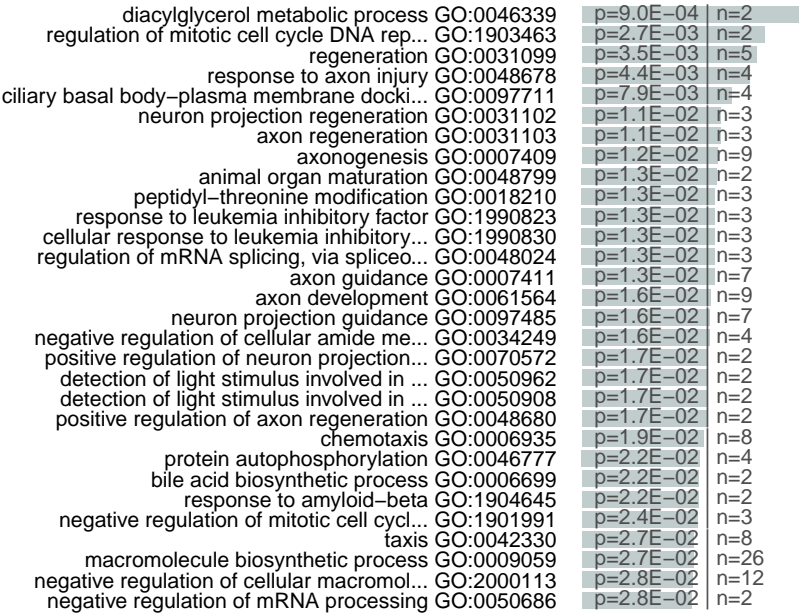 diacylglycerol metabolic process GO:0046339 p=9.0E−04 n=2
regulation of mitotic cell cycle DNA rep... GO:1903463 p=2.7E−03 n=2
regeneration GO:0031099 p=3.5E−03 n=5
response to axon injury GO:0048678 p=4.4E−03 n=4
ciliary basal body−plasma membrane docki... GO:0097711 p=7.9E−03 n=4
neuron projection regeneration GO:0031102 p=1.1E−02 n=3
axon regeneration GO:0031103 p=1.1E−02 n=3
axonogenesis GO:0007409 p=1.2E−02 n=9
animal organ maturation GO:0048799 p=1.3E−02 n=2
peptidyl−threonine modification GO:0018210 p=1.3E−02 n=3
response to leukemia inhibitory factor GO:1990823 p=1.3E−02 n=3
cellular response to leukemia inhibitory... GO:1990830 p=1.3E−02 n=3
regulation of mRNA splicing, via spliceo... GO:0048024 p=1.3E−02 n=3
axon guidance GO:0007411 p=1.3E−02 n=7
axon development GO:0061564 p=1.6E−02 n=9
neuron projection guidance GO:0097485 p=1.6E−02 n=7
negative regulation of cellular amide me... GO:0034249 p=1.6E−02 n=4
positive regulation of neuron projection... GO:0070572 p=1.7E−02 n=2
detection of light stimulus involved in ... GO:0050962 p=1.7E−02 n=2
detection of light stimulus involved in ... GO:0050908 p=1.7E−02 n=2
positive regulation of axon regeneration GO:0048680 p=1.7E−02 n=2
chemotaxis GO:0006935 p=1.9E−02 n=8
protein autophosphorylation GO:0046777 p=2.2E−02 n=4
bile acid biosynthetic process GO:0006699 p=2.2E−02 n=2
response to amyloid−beta GO:1904645 p=2.2E−02 n=2
negative regulation of mitotic cell cycl... GO:1901991 p=2.4E−02 n=3
taxis GO:0042330 p=2.7E−02 n=8
macromolecule biosynthetic process GO:0009059 p=2.7E−02 n=26
negative regulation of cellular macromol... GO:2000113 p=2.8E−02 n=12
negative regulation of mRNA processing GO:0050686 p=2.8E−02 n=2